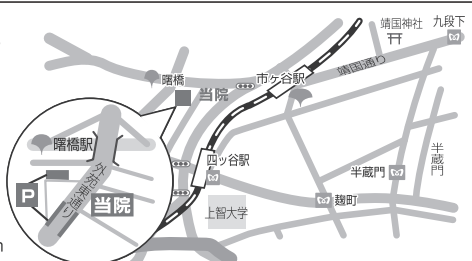 靖国神社
九段下
市ケ谷駅
靖国通り
曙橋
当院
曙橋駅
四ッ谷駅
半蔵門
半蔵門
外苑東通り
P
当院
上智大学
麹町